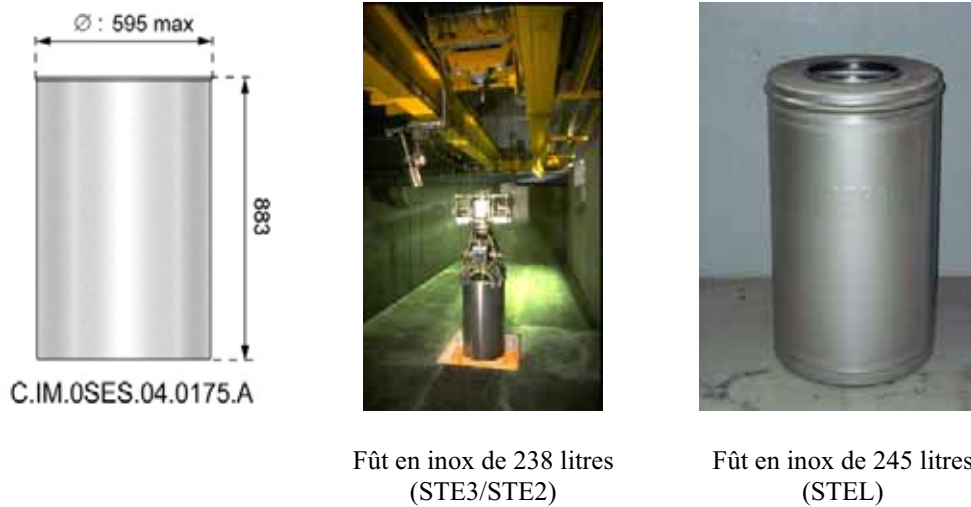 Ø : 595 max
883
C.IM.0SES.04.0175.A
Fût en inox de 238 litres
(STE3/STE2)
Fût en inox de 245 litres
(STEL)